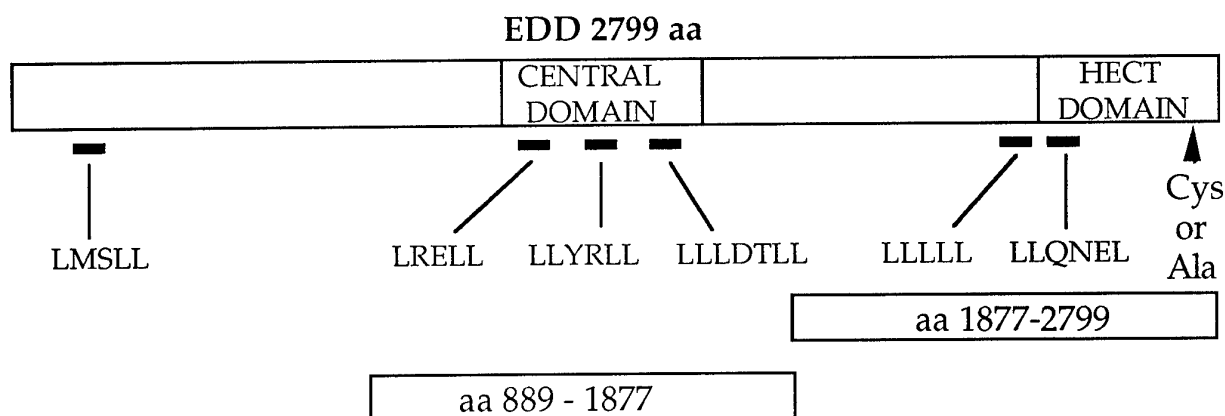 EDD 2799 aa
CENTRAL
DOMAIN
HECT
DOMAIN
LMSLL
LRELL
LLYRLL
LLLDTLL
LLLLL
LLQNEL
Cys
or
Ala
aa 1877-2799
aa 889 - 1877